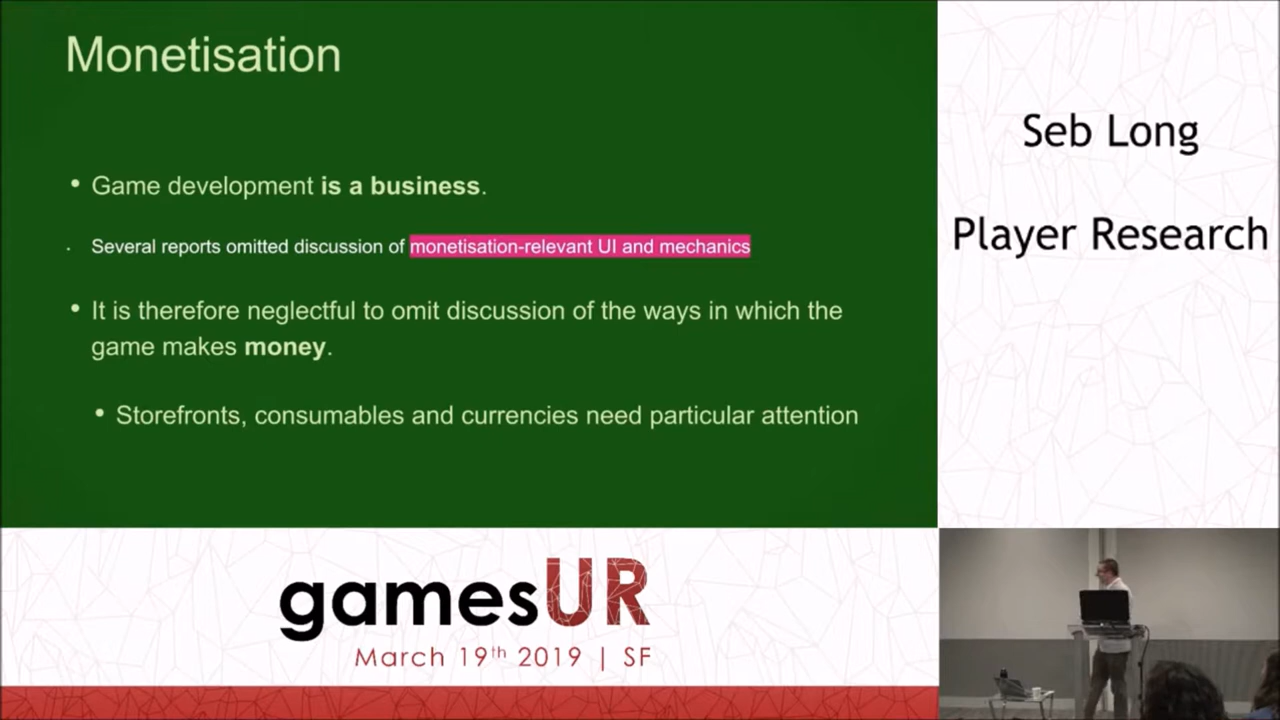 Monetisation
• Game development is a business.
· Several reports omitted discussion of monetisation-relevant UI and mechanics
• It is therefore neglectful to omit discussion of the ways in which the
game makes money.
• Storefronts, consumables and currencies need particular attention
Seb Long
Player Research
gamesUR
March 19th 2019 | SF